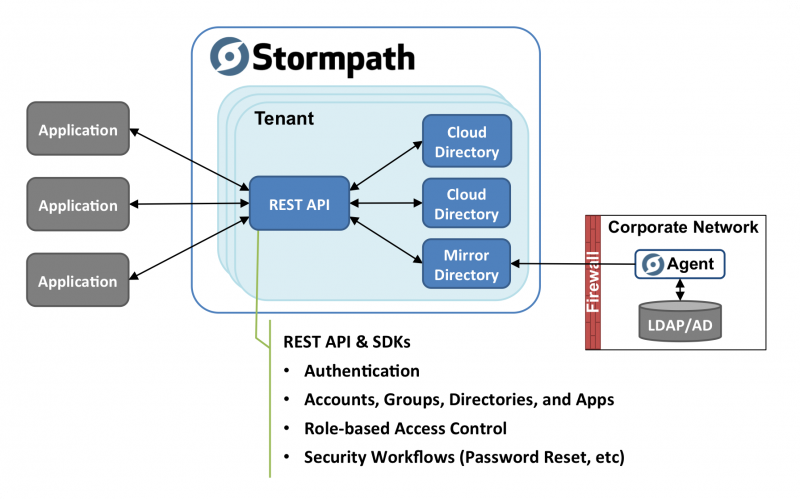 Stormpath
Tenant
Application
Application
Application
REST API
Cloud
Directory
Cloud
Directory
Mirror
Directory
Corporate Network
Firewall
Agent
LDAP/AD
REST API & SDKs
• Authentication
• Accounts, Groups, Directories, and Apps
• Role-based Access Control
• Security Workflows (Password Reset, etc)